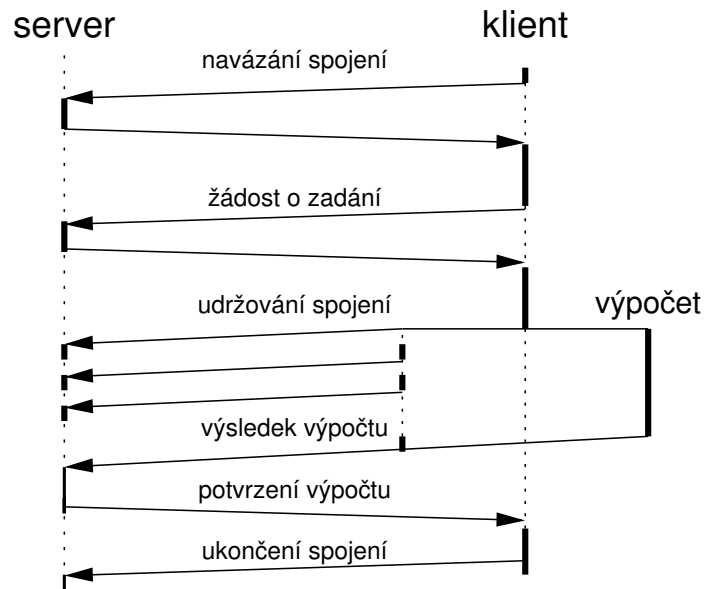 server
klient
navázání spojení
žádost o zadání
udržování spojení
výpočet
výsledek výpočtu
potvrzení výpočtu
ukončení spojení